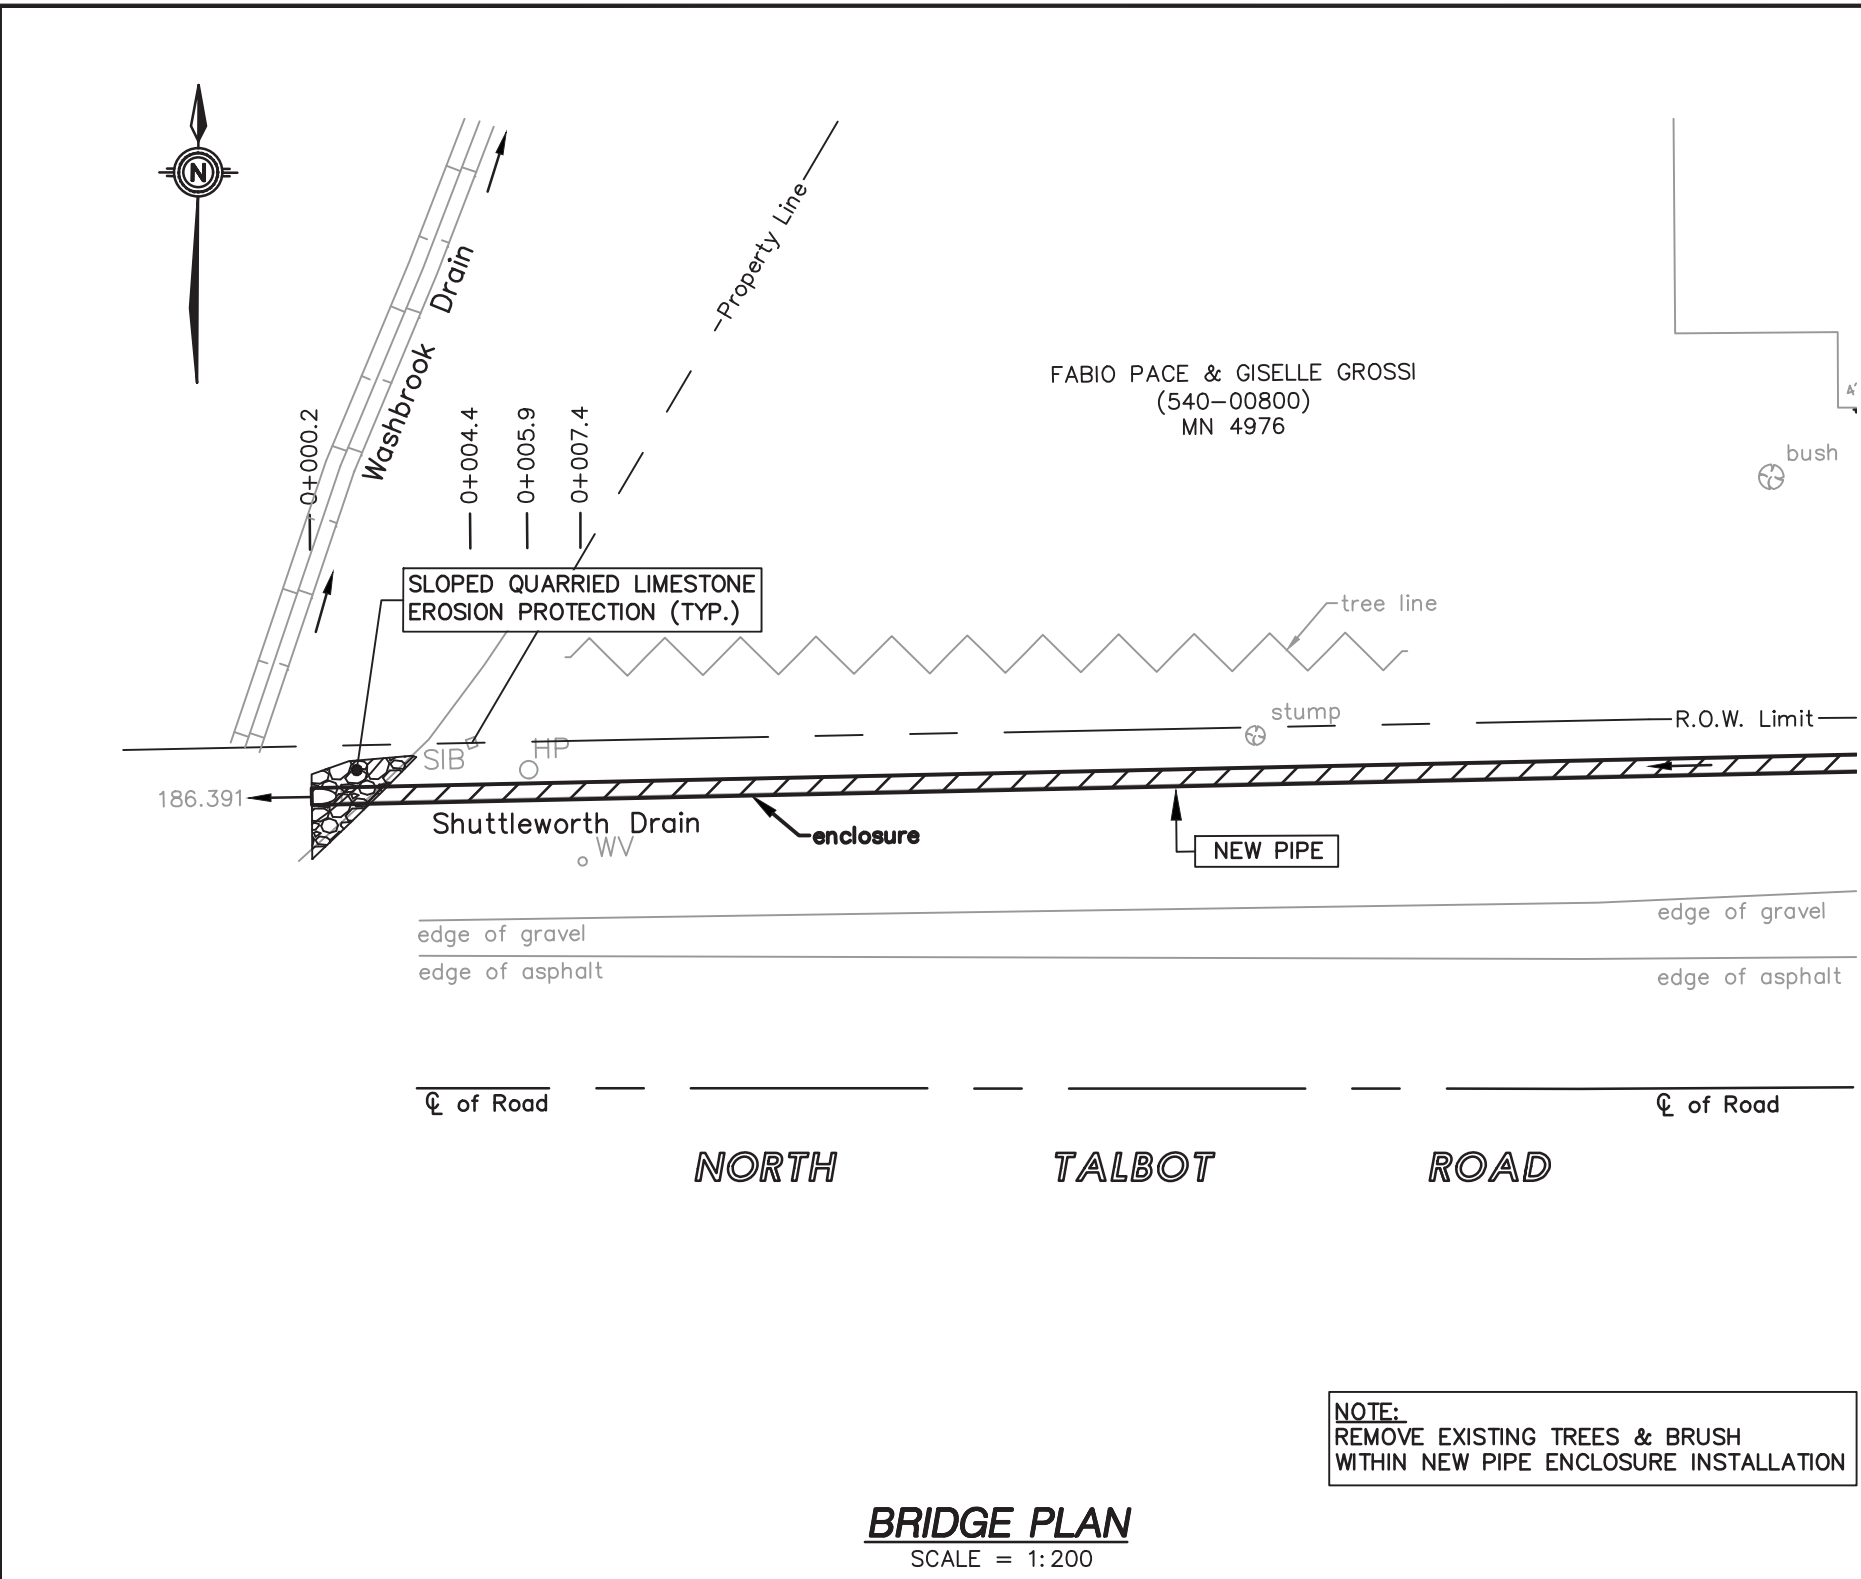 N
Washbrook Drain
Property Line
FABIO PACE & GISELLE GROSSI
(540-00800)
MN 4976
0+000.2
0+004.4
0+005.9
0+007.4
bush
SLOPED QUARRIED LIMESTONE
EROSION PROTECTION (TYP.)
tree line
stump
R.O.W. Limit
SIB
HP
186.391
Shuttleworth Drain
enclosure
WV
NEW PIPE
edge of gravel
edge of gravel
edge of asphalt
edge of asphalt
℄ of Road
℄ of Road
NORTH TALBOT ROAD
NOTE:
REMOVE EXISTING TREES & BRUSH
WITHIN NEW PIPE ENCLOSURE INSTALLATION
BRIDGE PLAN
SCALE = 1:200